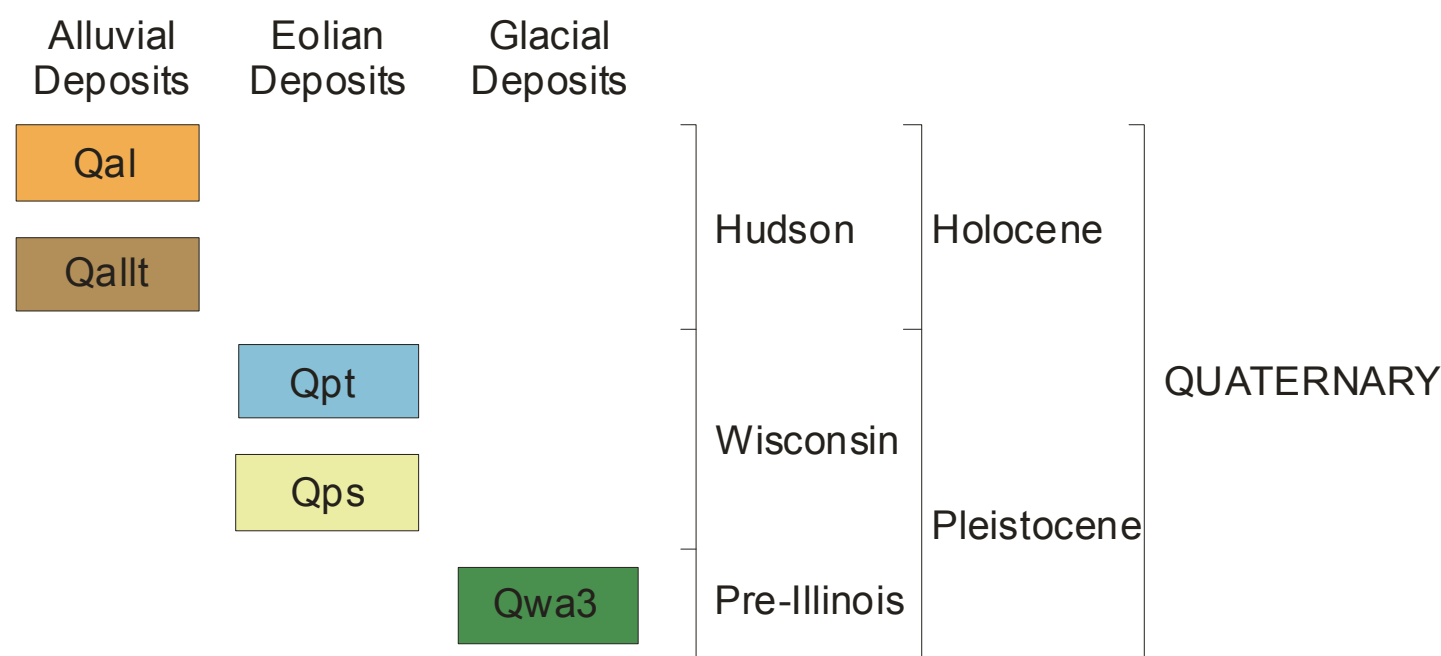 Alluvial
Deposits
Eolian
Deposits
Glacial
Deposits
Qal
Qallt
Hudson
Holocene
Qpt
QUATERNARY
Wisconsin
Qps
Pleistocene
Qwa3
Pre-Illinois